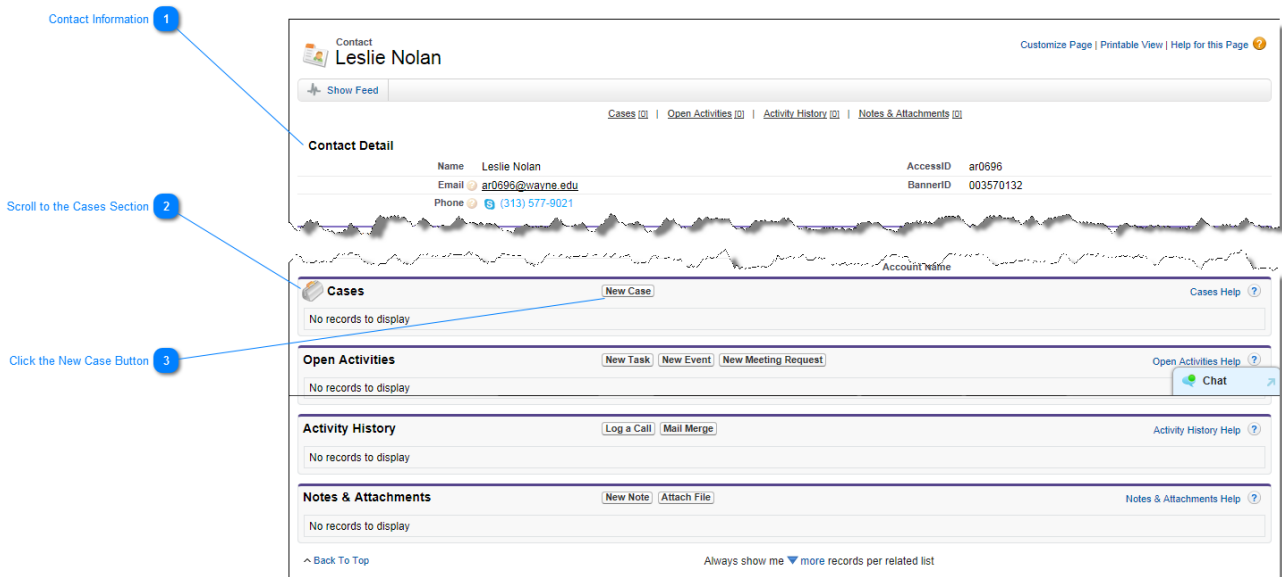 Contact Information 1
Contact
Leslie Nolan
Customize Page | Printable View | Help for this Page ?
Show Feed
Cases [0] | Open Activities [0] | Activity History [0] | Notes & Attachments [0]
Contact Detail
Name Leslie Nolan AccessID ar0696
Email ar0696@wayne.edu BannerID 003570132
Scroll to the Cases Section 2
Phone (313) 577-9021
Account Name
Cases New Case Cases Help ?
No records to display
Click the New Case Button 3
Open Activities New Task New Event New Meeting Request Open Activities Help ?
No records to display
Chat
Activity History Log a Call Mail Merge Activity History Help ?
No records to display
Notes & Attachments New Note Attach File Notes & Attachments Help ?
No records to display
Back To Top Always show me more records per related list